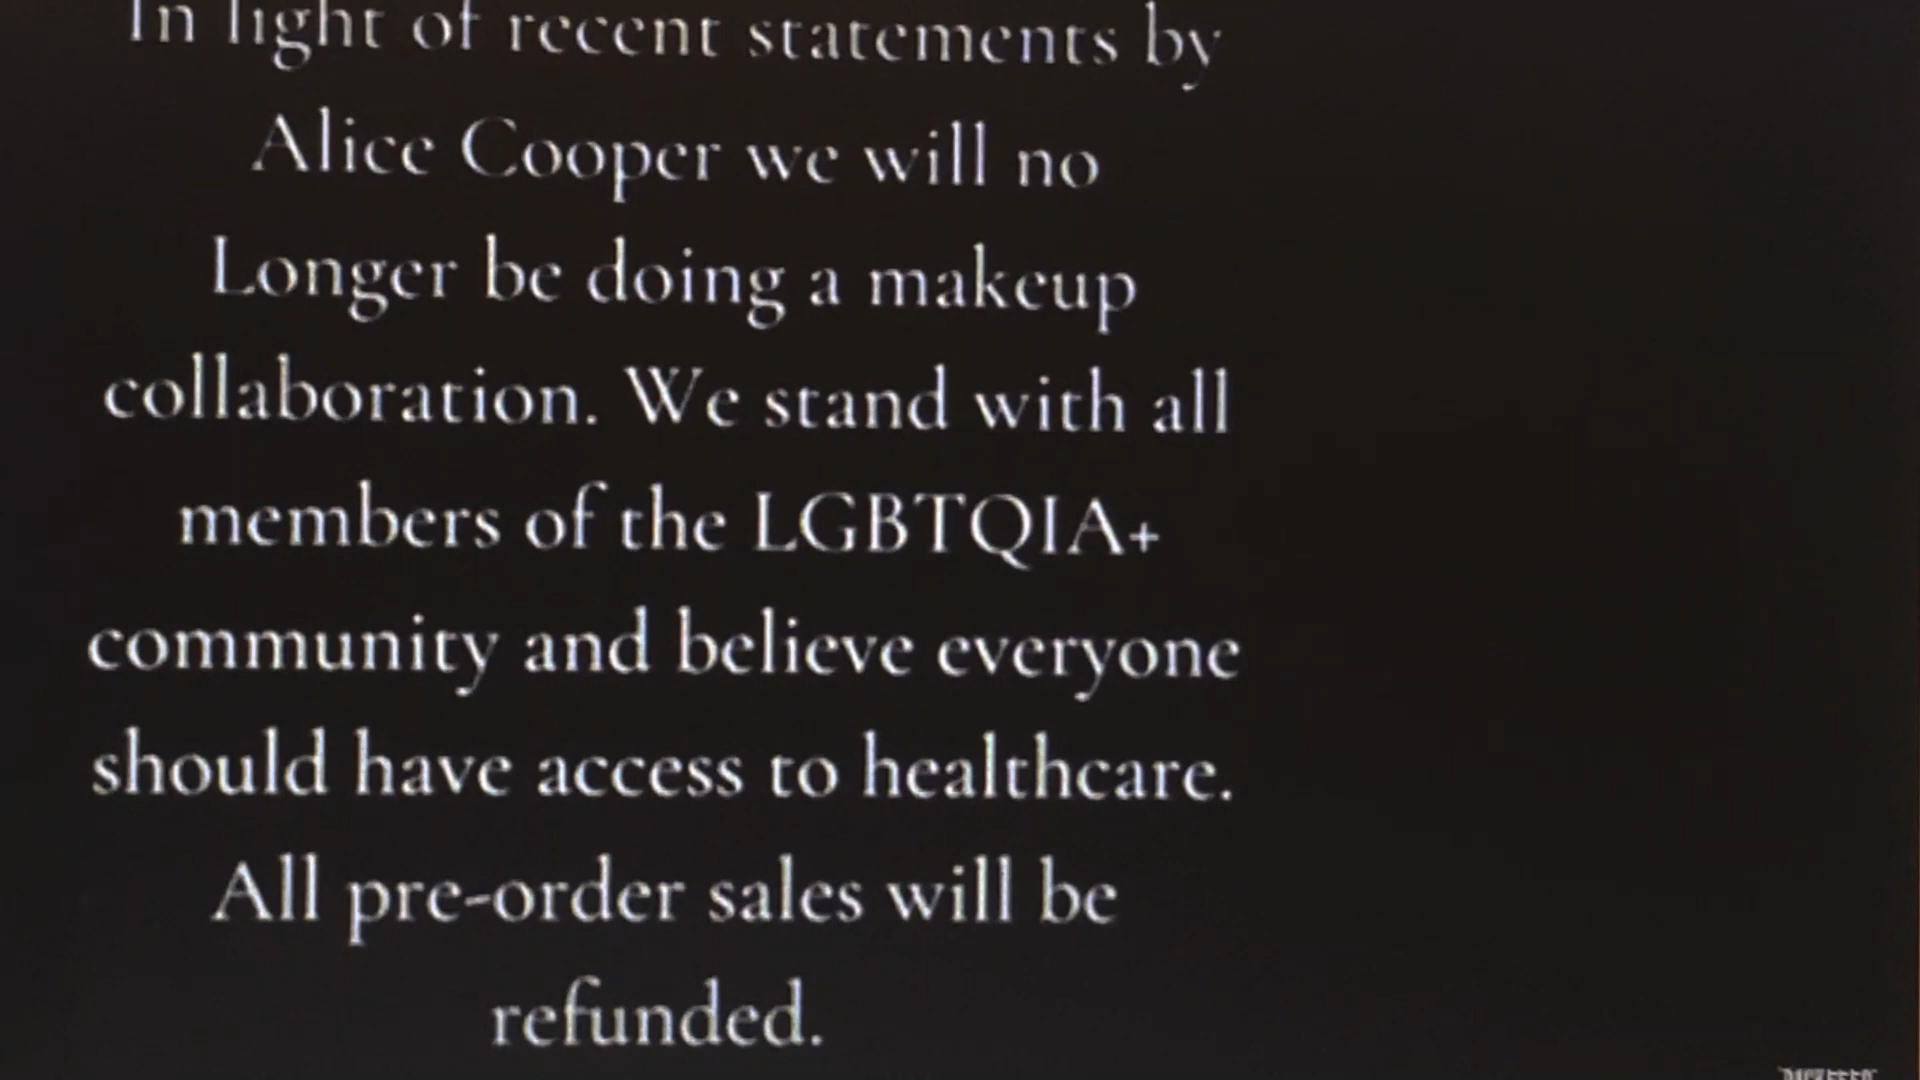 In light of recent statements by
Alice Cooper we will no
Longer be doing a makeup
collaboration. We stand with all
members of the LGBTQIA+
community and believe everyone
should have access to healthcare.
All pre-order sales will be
refunded.